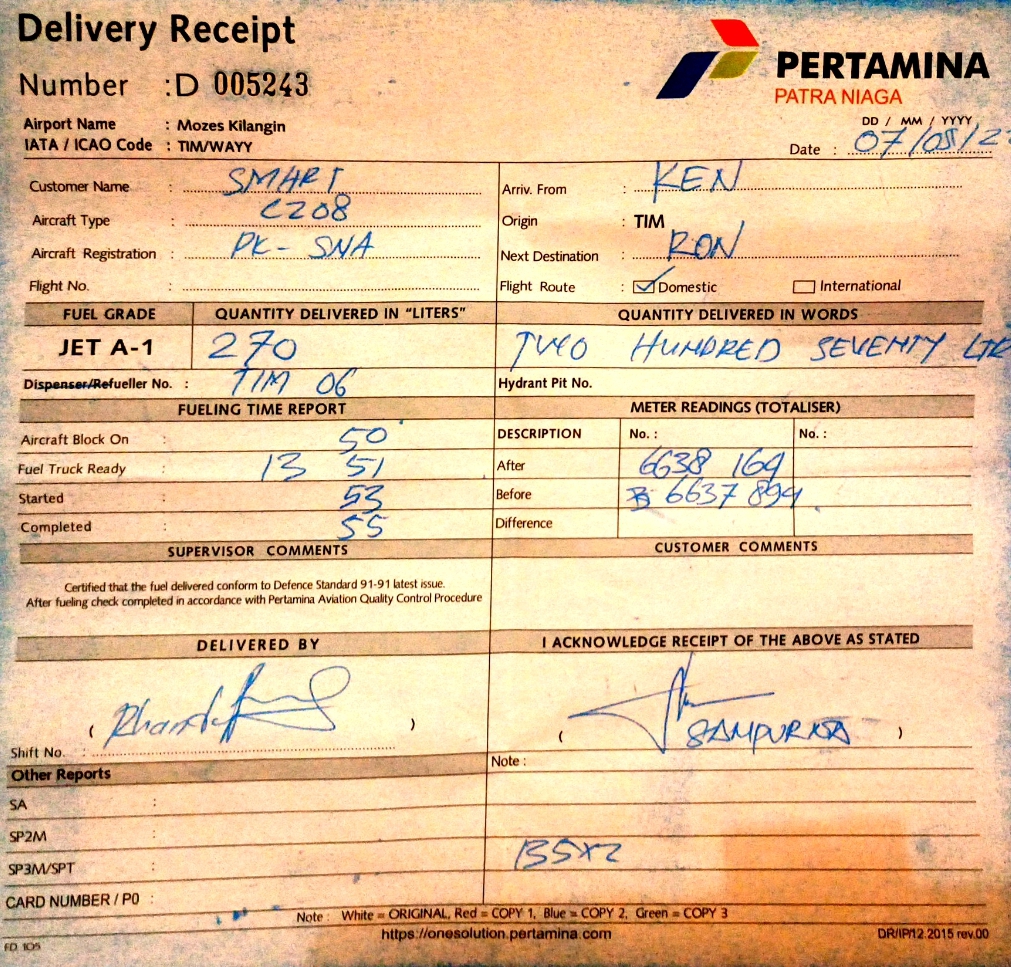 Delivery Receipt
PERTAMINA
PATRA NIAGA
Number :D 005243
Airport Name : Mozes Kilangin
IATA / ICAO Code : TIM/WAYY
DD / MM / YYYY
Date : 07/05/2
Customer Name : SMART
Arriv. From : KEN
Aircraft Type : C208
Origin : TIM
Aircraft Registration : PK- SNA
Next Destination : RON
Flight No. :
Flight Route : Domestic International
FUEL GRADE QUANTITY DELIVERED IN "LITERS" QUANTITY DELIVERED IN WORDS
JET A-1 270 TWO HUNDRED SEVENTY LTR
Dispenser/Refueller No. : TIM 06 Hydrant Pit No.
FUELING TIME REPORT METER READINGS (TOTALISER)
Aircraft Block On : 50 DESCRIPTION No. : No. :
Fuel Truck Ready : 13 51 After 6638 164
Started : 53 Before 6637 894
Completed : 55 Difference
SUPERVISOR COMMENTS CUSTOMER COMMENTS
Certified that the fuel delivered conform to Defence Standard 91-91 latest issue.
After fueling check completed in accordance with Pertamina Aviation Quality Control Procedure
DELIVERED BY I ACKNOWLEDGE RECEIPT OF THE ABOVE AS STATED
( ) ( SAMPURNA )
Shift No. :
Note :
Other Reports
SA :
SP2M :
SP3M/SPT : 135x2
CARD NUMBER / P0 :
Note : White = ORIGINAL, Red = COPY 1, Blue = COPY 2, Green = COPY 3
https://onesolution.pertamina.com
FD 105
DR/IP/12.2015 rev.00